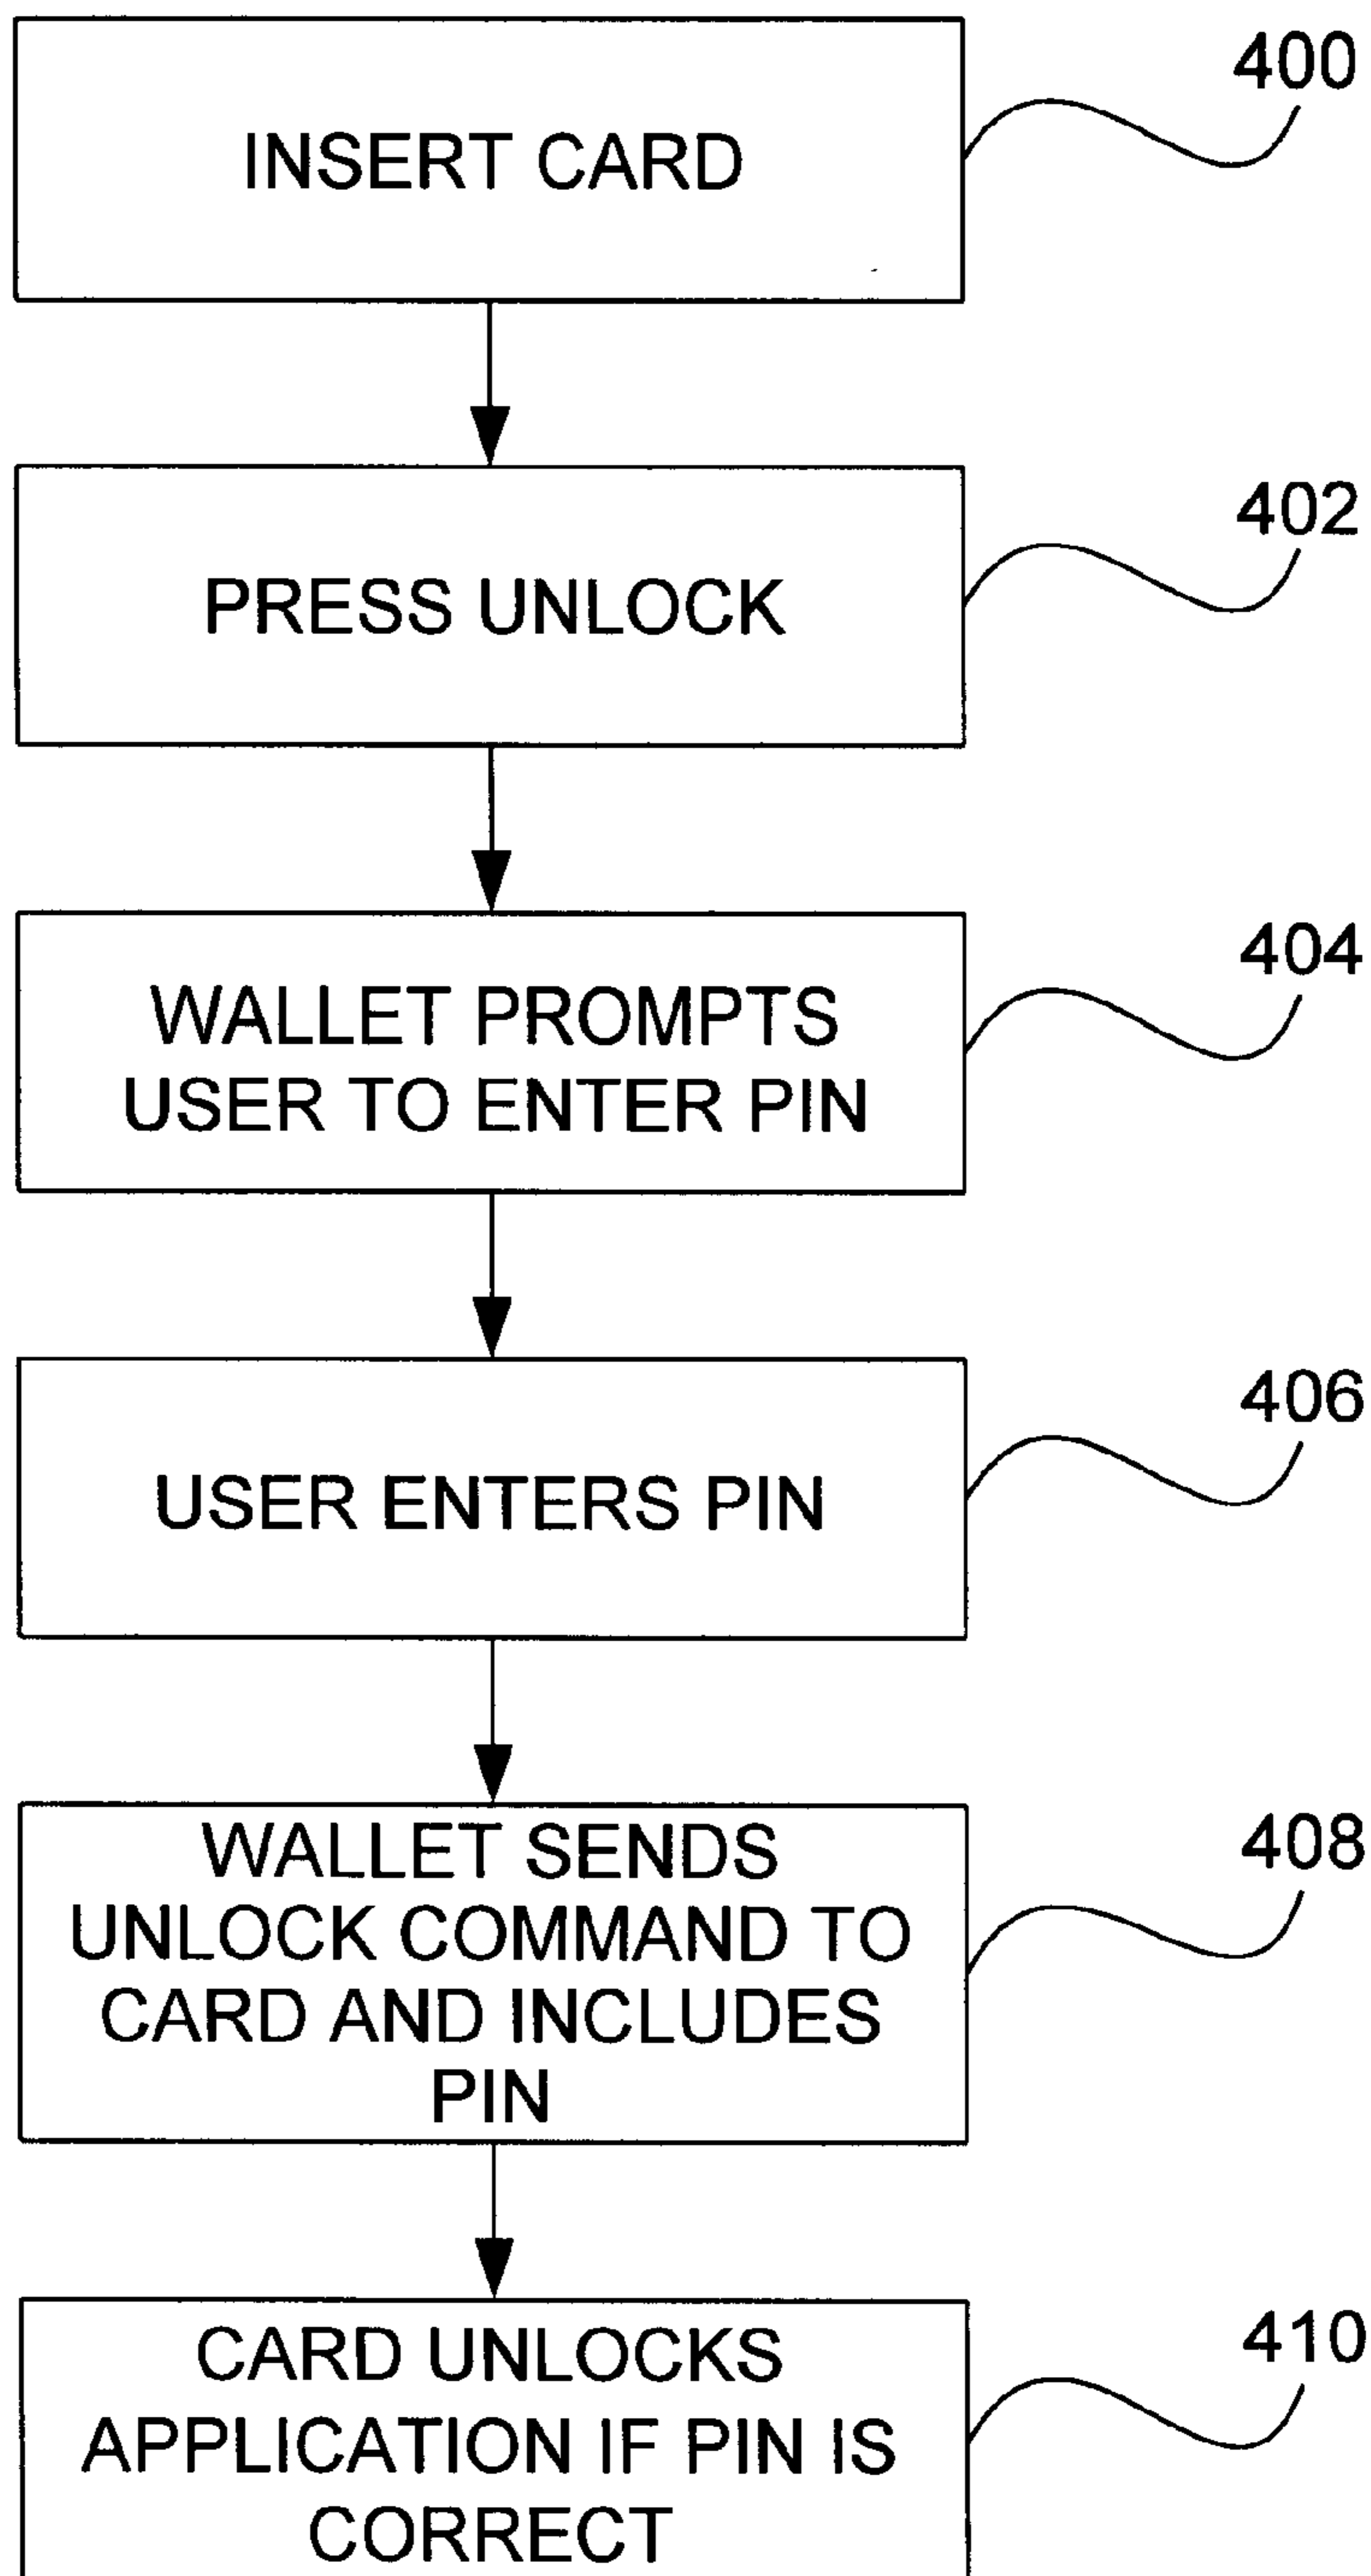 INSERT CARD
400
PRESS UNLOCK
402
WALLET PROMPTS
USER TO ENTER PIN
404
USER ENTERS PIN
406
WALLET SENDS
UNLOCK COMMAND TO
CARD AND INCLUDES
PIN
408
CARD UNLOCKS
APPLICATION IF PIN IS
CORRECT
410